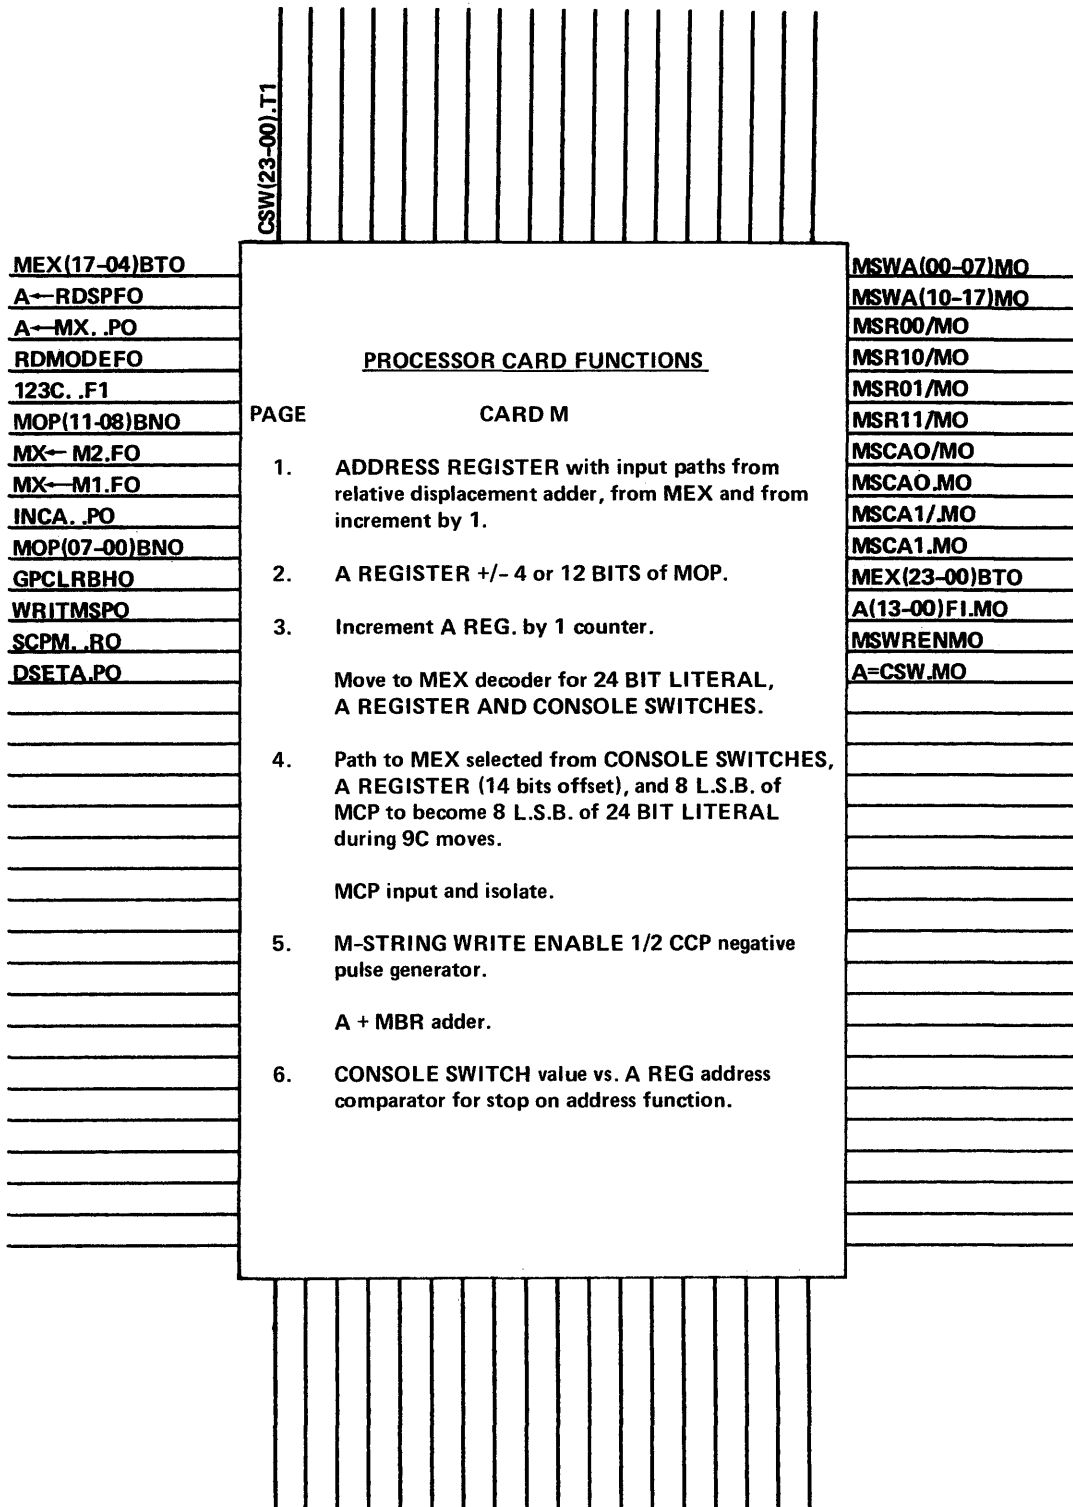 CSW(23-00).T1
MEX(17-04)BTO
A←RDSPFO
A←MX. .PO
RDMODEFO
123C. .F1
MOP(11-08)BNO
MX← M2.FO
MX←M1.FO
INCA. .PO
MOP(07-00)BNO
GPCLRBHO
WRITMSPO
SCPM. .RO
DSETA.PO
PROCESSOR CARD FUNCTIONS
PAGE CARD M
1. ADDRESS REGISTER with input paths from
relative displacement adder, from MEX and from
increment by 1.
2. A REGISTER +/- 4 or 12 BITS of MOP.
3. Increment A REG. by 1 counter.
Move to MEX decoder for 24 BIT LITERAL,
A REGISTER AND CONSOLE SWITCHES.
4. Path to MEX selected from CONSOLE SWITCHES,
A REGISTER (14 bits offset), and 8 L.S.B. of
MCP to become 8 L.S.B. of 24 BIT LITERAL
during 9C moves.
MCP input and isolate.
5. M-STRING WRITE ENABLE 1/2 CCP negative
pulse generator.
A + MBR adder.
6. CONSOLE SWITCH value vs. A REG address
comparator for stop on address function.
MSWA(00-07)MO
MSWA(10-17)MO
MSR00/MO
MSR10/MO
MSR01/MO
MSR11/MO
MSCAO/MO
MSCAO.MO
MSCA1/.MO
MSCA1.MO
MEX(23-00)BTO
A(13-00)FI.MO
MSWRENMO
A=CSW.MO